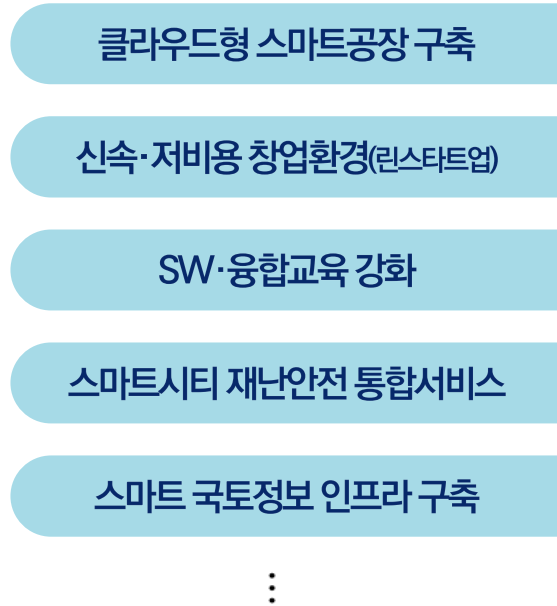 클라우드형 스마트공장 구축
신속·저비용 창업환경(린스타트업)
SW·융합교육 강화
스마트시티 재난안전 통합서비스
스마트 국토정보 인프라 구축
⋮